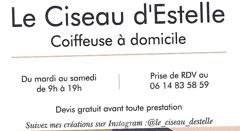 Le Ciseau d'Estelle
Coiffeuse à domicile
Du mardi au samedi
de 9h à 19h
Prise de RDV au
06 14 83 58 59
Devis gratuit avant toute prestation
Suivez mes créations sur Instagram :@le_ciseau_destelle